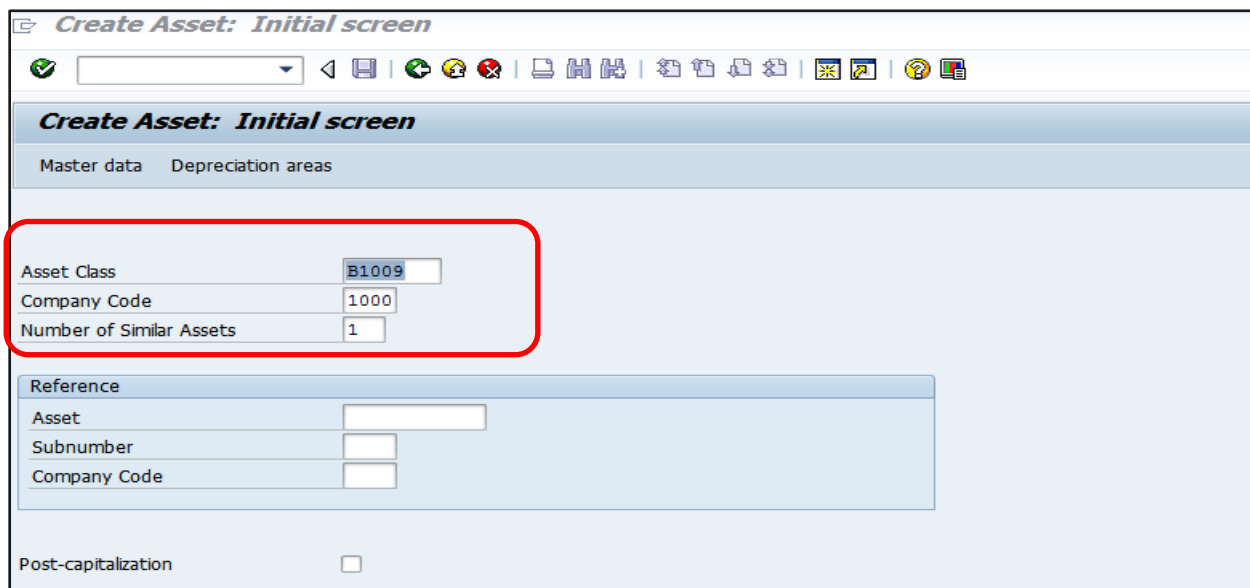 Create Asset: Initial screen
Create Asset: Initial screen
Master data Depreciation areas
Asset Class B1009
Company Code 1000
Number of Similar Assets 1
Reference
Asset
Subnumber
Company Code
Post-capitalization